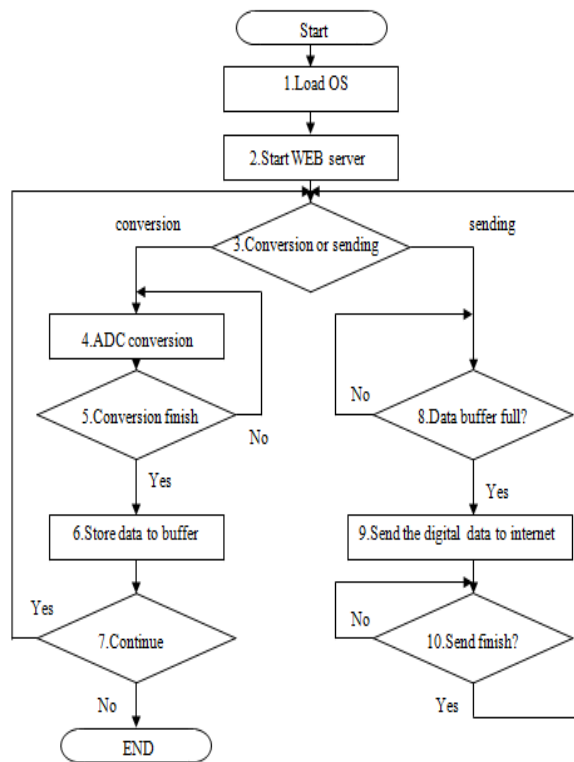 Start
1.Load OS
2.Start WEB server
conversion
sending
3.Conversion or sending
4.ADC conversion
5.Conversion finish
No
Yes
6.Store data to buffer
Yes
7.Continue
No
END
No
8.Data buffer full?
Yes
9.Send the digital data to internet
No
10.Send finish?
Yes